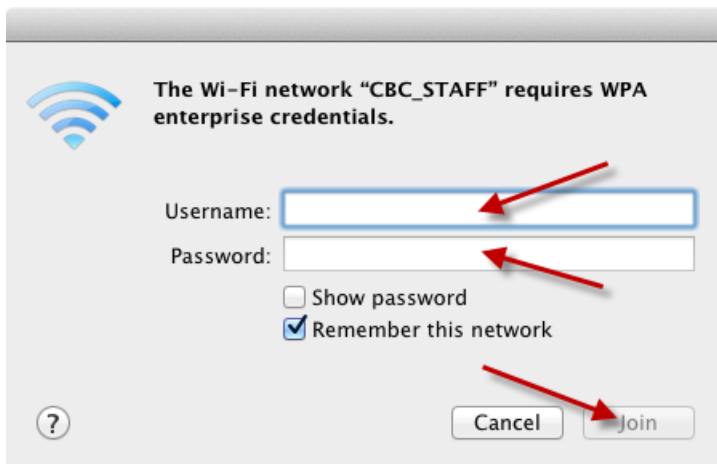 The Wi-Fi network “CBC_STAFF” requires WPA
enterprise credentials.
Username:
Password:
Show password
Remember this network
?
Cancel
Join